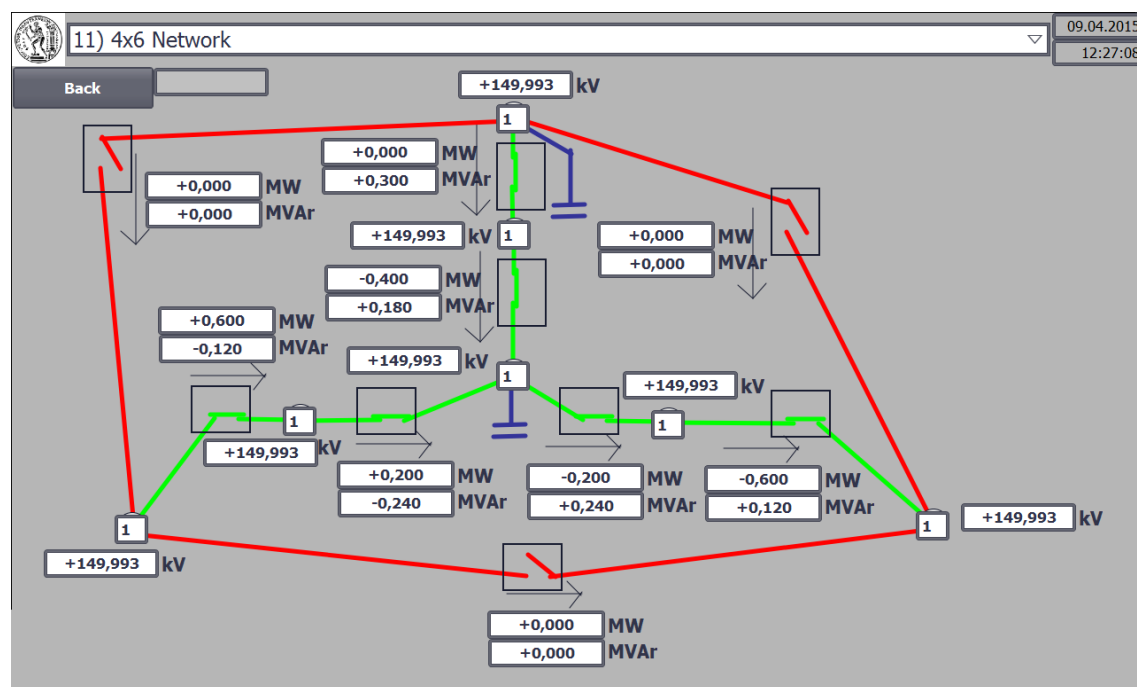 11) 4x6 Network
09.04.2015
12:27:08
Back
+149,993 kV
1
+0,000 MW
+0,300 MVAr
+0,000 MW
+0,000 MVAr
+149,993 kV 1
+0,000 MW
+0,000 MVAr
-0,400 MW
+0,180 MVAr
+0,600 MW
-0,120 MVAr
+149,993 kV
1
+149,993 kV
1
1
+149,993 kV
+0,200 MW
-0,240 MVAr
-0,200 MW
+0,240 MVAr
-0,600 MW
+0,120 MVAr
1
+149,993 kV
1
+149,993 kV
+0,000 MW
+0,000 MVAr